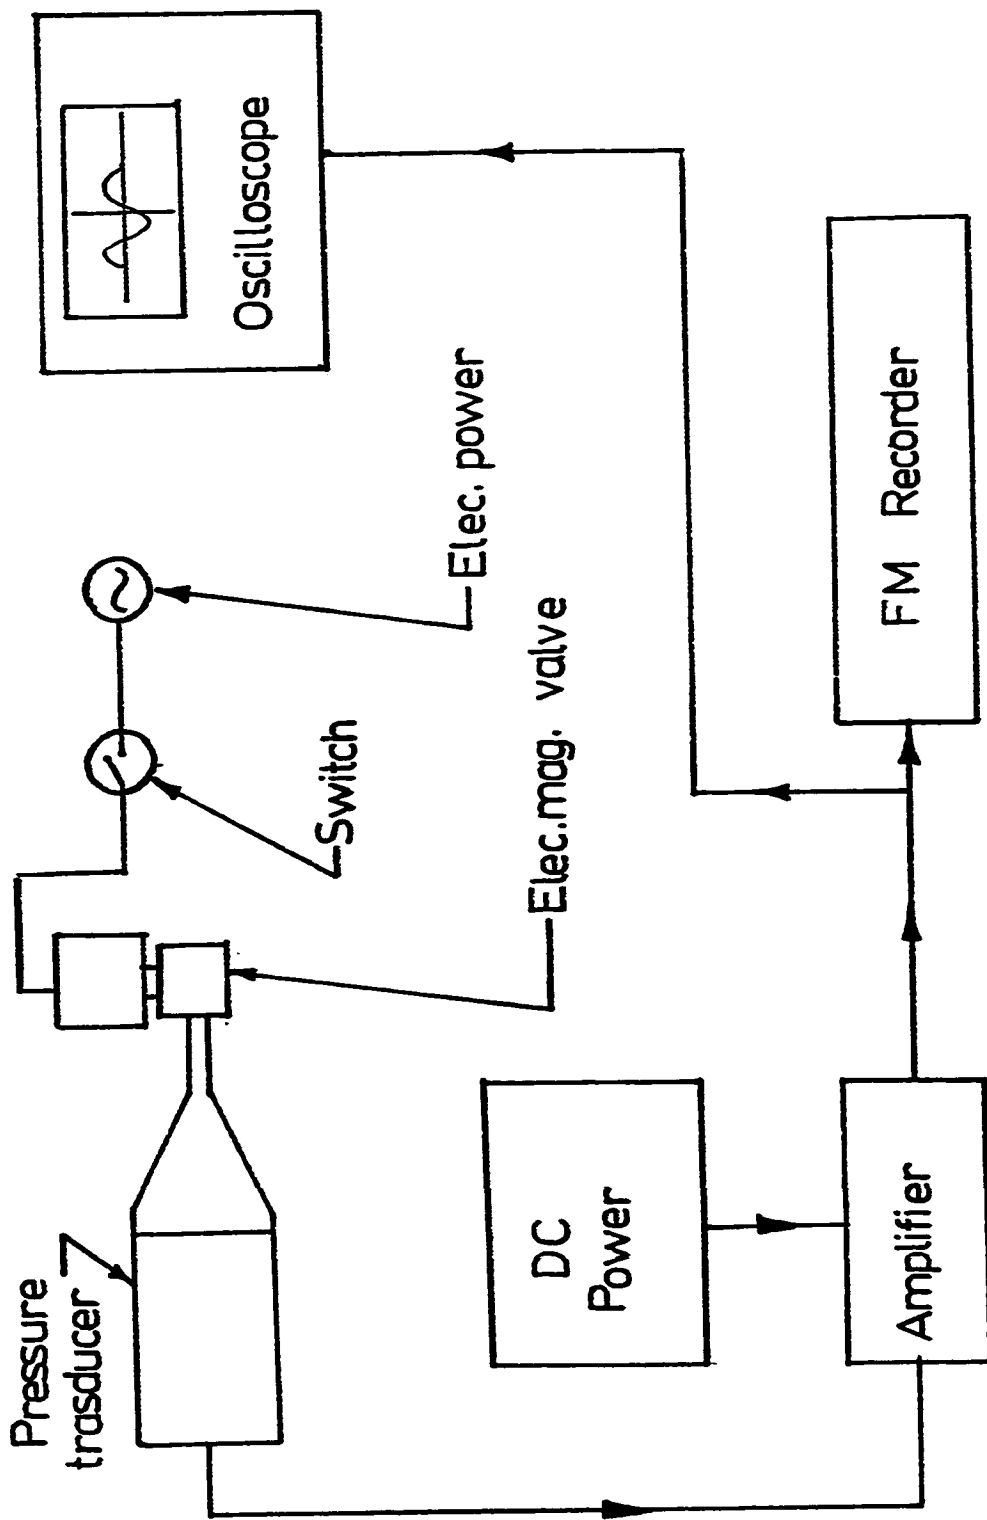 Pressure
trasducer
Switch
Elec. power
Elec.mag. valve
Oscilloscope
DC
Power
Amplifier
FM Recorder